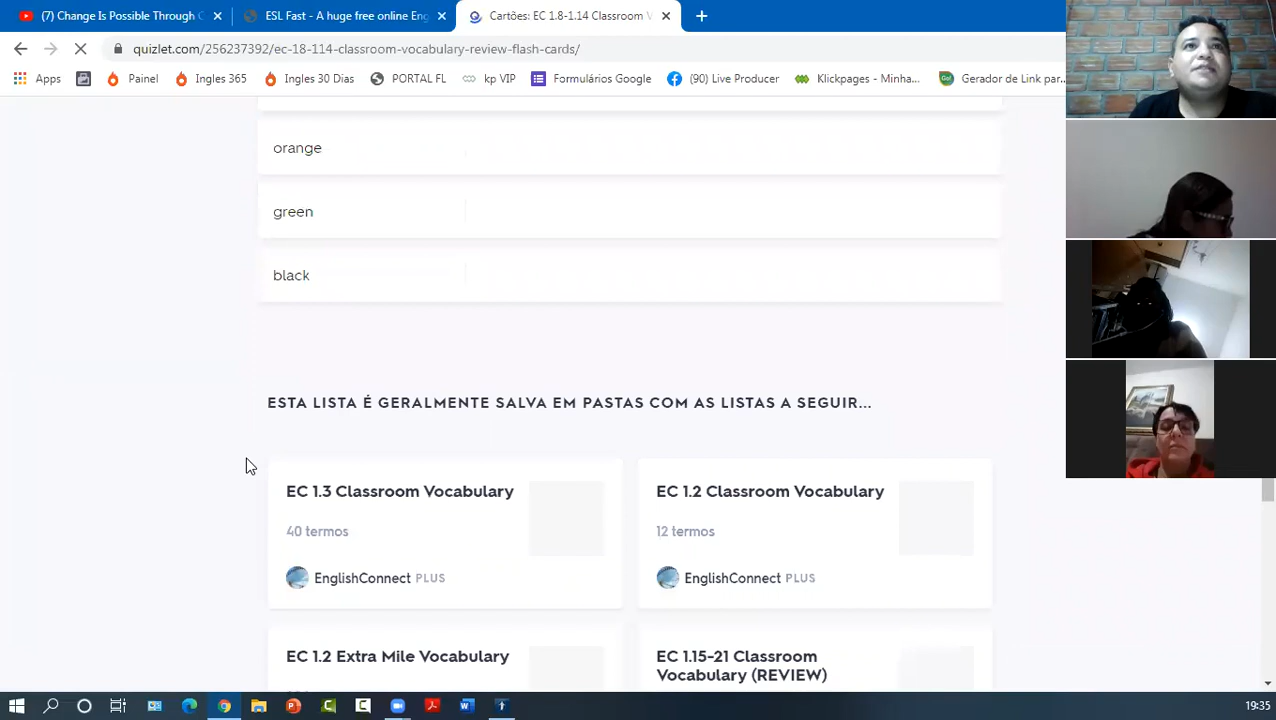 (7) Change Is Possible Through C
ESL Fast - A huge free online Eng
Cartões: EC 1.8-1.14 Classroom V
quizlet.com/256237392/ec-18-114-classroom-vocabulary-review-flash-cards/
Apps
Painel
Ingles 365
Ingles 30 Dias
PORTAL FL
kp VIP
Formulários Google
(90) Live Producer
Klickpages - Minha...
Gerador de Link par...
orange
green
black
ESTA LISTA É GERALMENTE SALVA EM PASTAS COM AS LISTAS A SEGUIR...
EC 1.3 Classroom Vocabulary
40 termos
EnglishConnect PLUS
EC 1.2 Classroom Vocabulary
12 termos
EnglishConnect PLUS
EC 1.2 Extra Mile Vocabulary
EC 1.15-21 Classroom
Vocabulary (REVIEW)
19:35